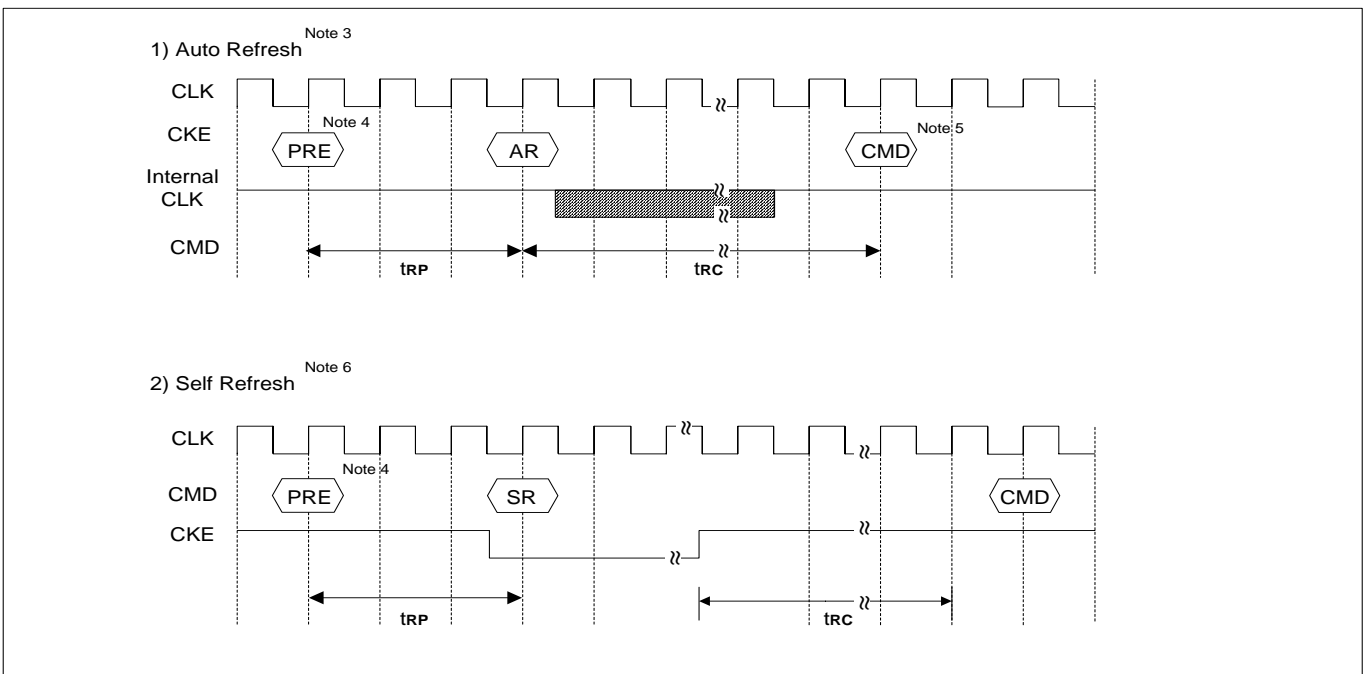 1) Auto Refresh Note 3
CLK
CKE
PRE Note 4
AR
CMD Note 5
Internal
CLK
CMD
tRP
tRC
2) Self Refresh Note 6
CLK
CMD
PRE Note 4
SR
CMD
CKE
tRP
tRC